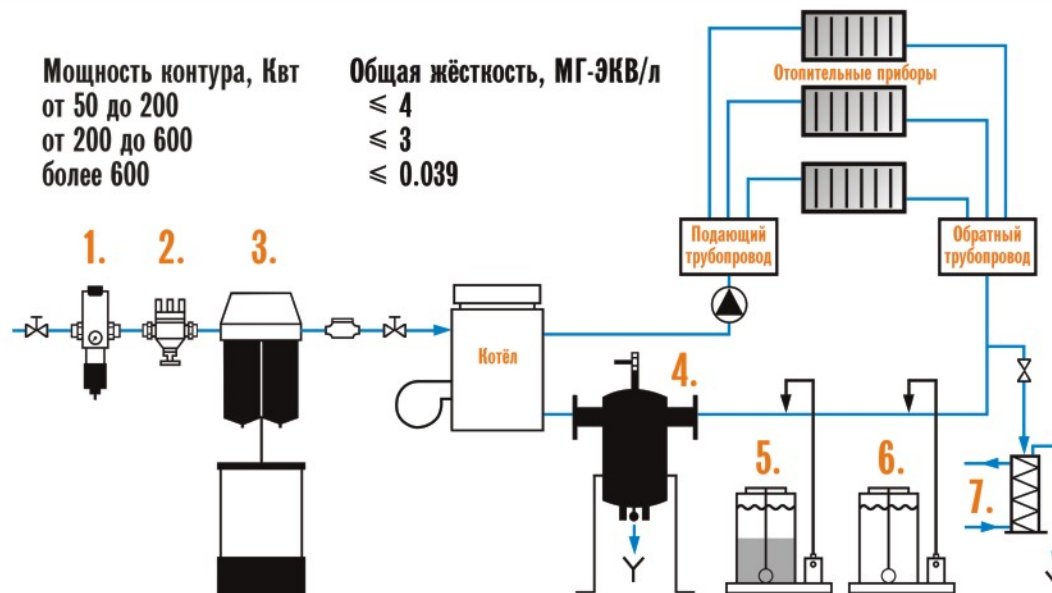 Мощность контура, Квт Общая жёсткость, МГ-ЭКВ/л
от 50 до 200 ≤ 4
от 200 до 600 ≤ 3
более 600 ≤ 0.039
Отопительные приборы
Подающий
трубопровод
Обратный
трубопровод
1. 2. 3.
Котёл
4.
5. 6.
7.